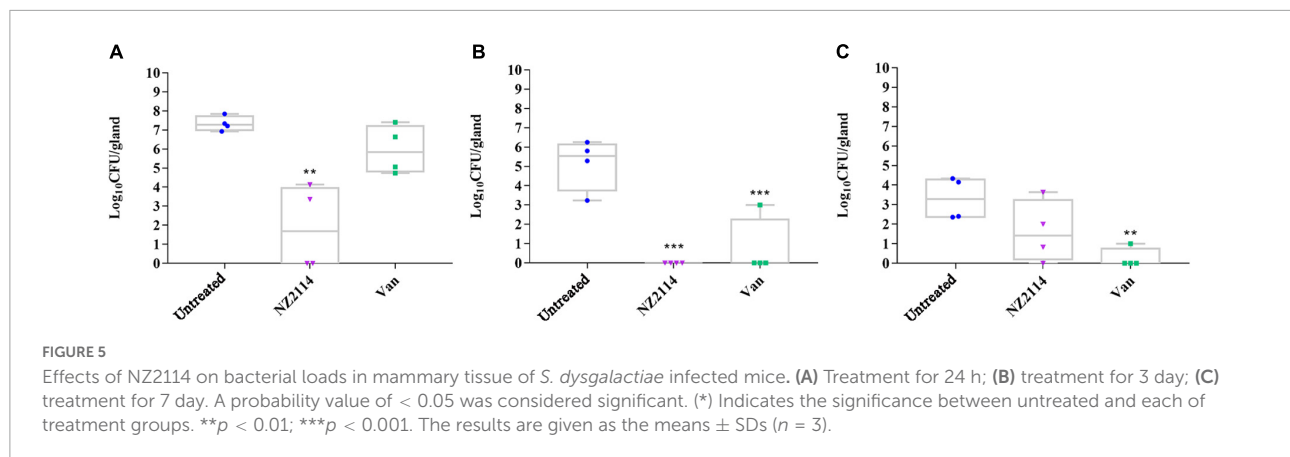 A
B
C
10
9
8
7
6
5
4
3
2
1
0
Log₁₀CFU/gland
**
Untreated
NZ2114
Van
10
9
8
7
6
5
4
3
2
1
0
Log₁₀CFU/gland
***
***
Untreated
NZ2114
Van
10
9
8
7
6
5
4
3
2
1
0
Log₁₀CFU/gland
**
Untreated
NZ2114
Van
FIGURE 5
Effects of NZ2114 on bacterial loads in mammary tissue of S. dysgalactiae infected mice. (A) Treatment for 24 h; (B) treatment for 3 day; (C)
treatment for 7 day. A probability value of < 0.05 was considered significant. (*) Indicates the significance between untreated and each of
treatment groups. **p < 0.01; ***p < 0.001. The results are given as the means ± SDs (n = 3).